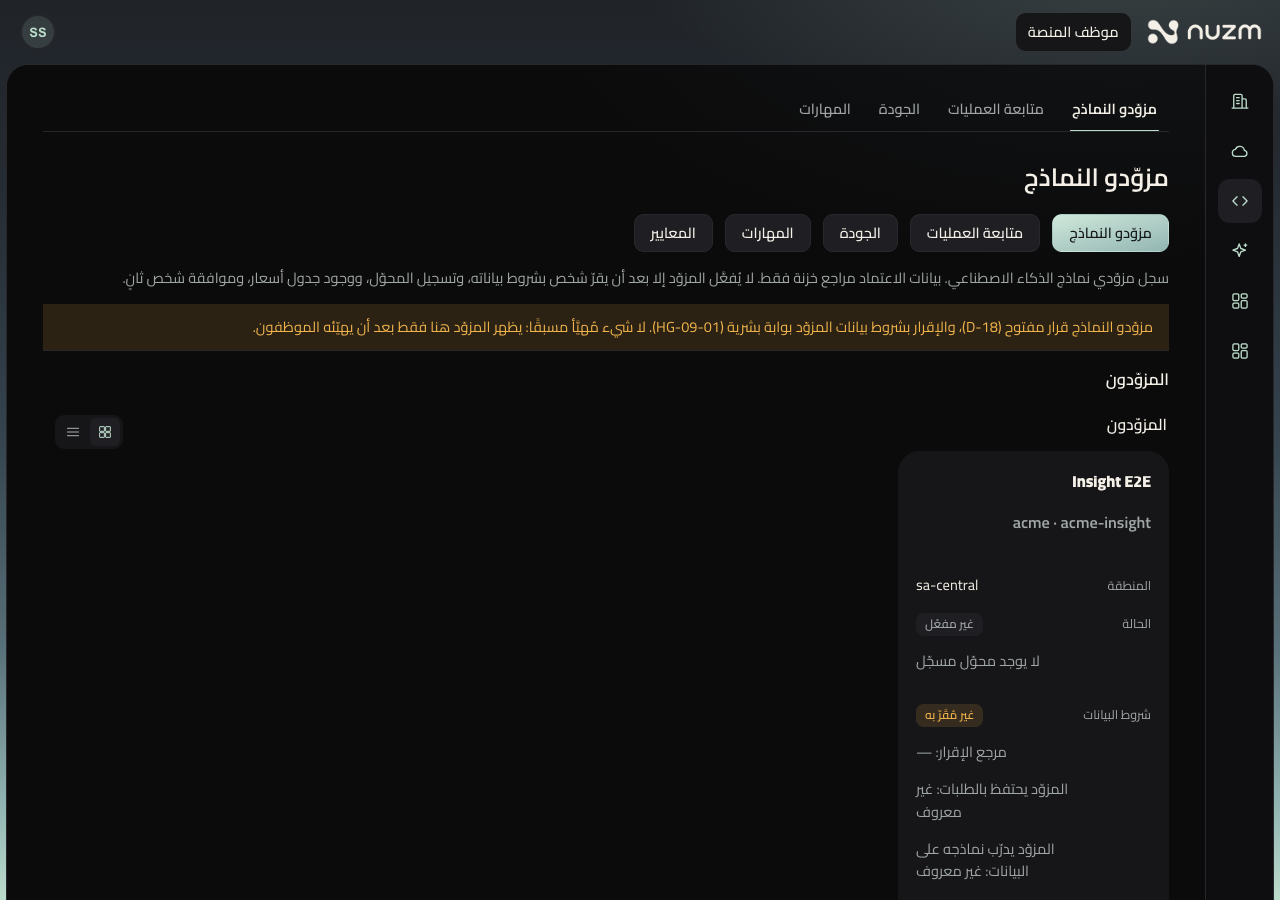 nuzm
موظف المنصة
SS
مزوّدو النماذج
متابعة العمليات
الجودة
المهارات
مزوّدو النماذج
مزوّدو النماذج
متابعة العمليات
الجودة
المهارات
المعايير
سجل مزوّدي نماذج الذكاء الاصطناعي. بيانات الاعتماد مراجع خزنة فقط. لا يُفعَّل المزوّد إلا بعد أن يقرّ شخص بشروط بياناته، وتسجيل المحوّل، ووجود جدول أسعار، وموافقة شخص ثانٍ.
مزوّدو النماذج قرار مفتوح (D-18)، والإقرار بشروط بيانات المزوّد بوابة بشرية (HG-09-01). لا شيء مُهيَّأ مسبقًا: يظهر المزوّد هنا فقط بعد أن يهيّئه الموظفون.
المزوّدون
المزوّدون
Insight E2E
acme · acme-insight
المنطقة
sa-central
الحالة
غير مفعّل
لا يوجد محوّل مسجّل
شروط البيانات
غير مُقَرّ به
مرجع الإقرار: —
المزوّد يحتفظ بالطلبات: غير
معروف
المزوّد يدرّب نماذجه على
البيانات: غير معروف